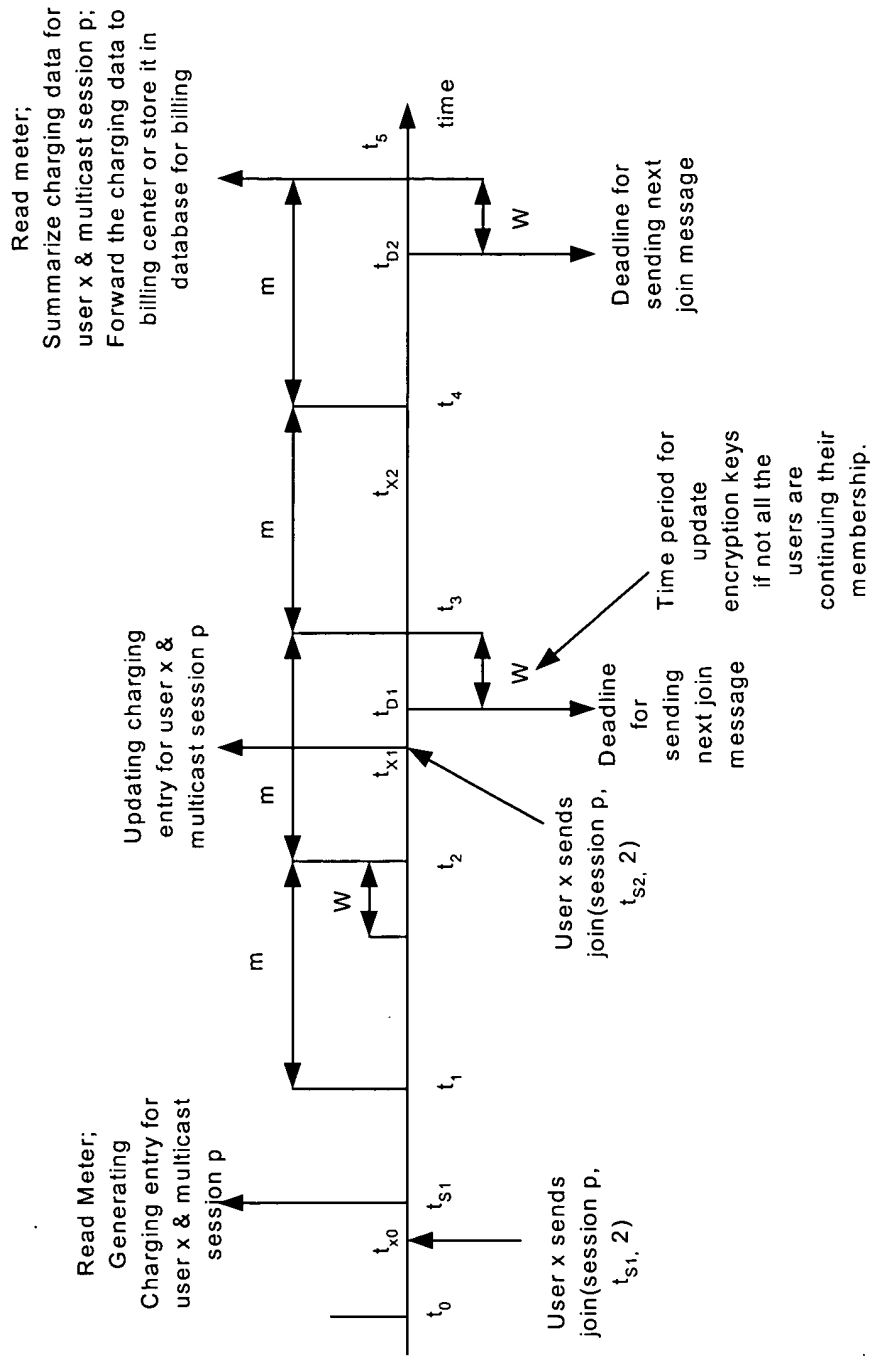 Read Meter;
Generating
Charging entry for
user x & multicast
session p
Updating charging
entry for user x &
multicast session p
Read meter;
Summarize charging data for
user x & multicast session p;
Forward the charging data to
billing center or store it in
database for billing
m
m
m
m
W
t0
tx0
tS1
t1
t2
tX1
tD1
t3
tX2
t4
tD2
t5
time
W
W
User x sends
join(session p,
tS1, 2)
User x sends
join(session p,
tS2, 2)
Deadline
for
sending
next join
message
Time period for
update
encryption keys
if not all the
users are
continuing their
membership.
Deadline for
sending next
join message